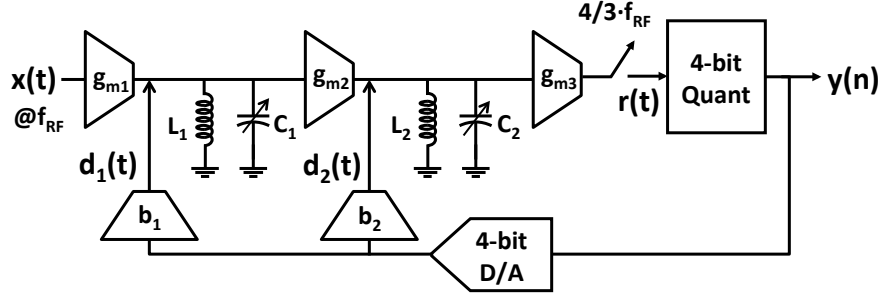 4/3·f_RF
x(t)
@f_RF
g_m1
g_m2
g_m3
4-bit
Quant
y(n)
r(t)
L_1
C_1
L_2
C_2
d_1(t)
d_2(t)
b_1
b_2
4-bit
D/A